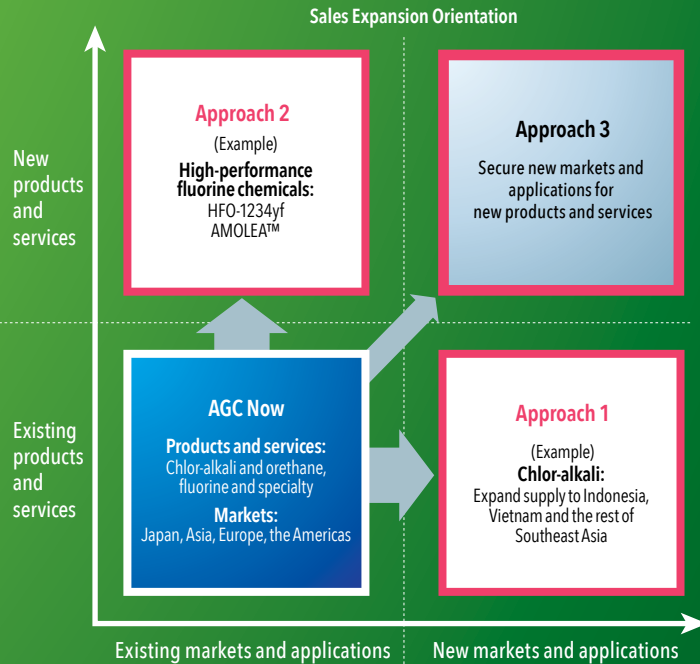 Sales Expansion Orientation
New
products
and
services
Approach 2
(Example)
High-performance
fluorine chemicals:
HFO-1234yf
AMOLEA™
Approach 3
Secure new markets and
applications for
new products and services
Existing
products
and
services
AGC Now
Products and services:
Chlor-alkali and orethane,
fluorine and specialty
Markets:
Japan, Asia, Europe, the Americas
Approach 1
(Example)
Chlor-alkali:
Expand supply to Indonesia,
Vietnam and the rest of
Southeast Asia
Existing markets and applications
New markets and applications